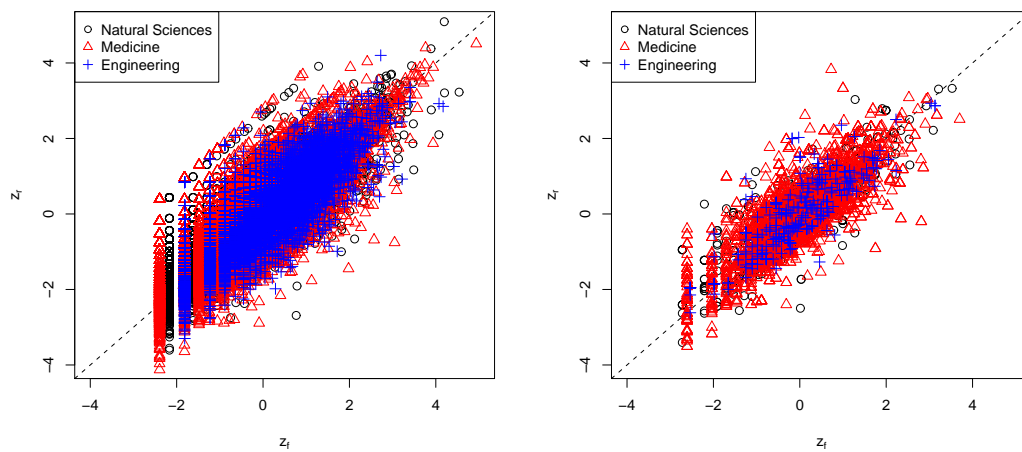 Natural Sciences
Medicine
Engineering
4
2
0
−2
−4
z_r
−4 −2 0 2 4
z_f
Natural Sciences
Medicine
Engineering
4
2
0
−2
−4
z_r
−4 −2 0 2 4
z_f